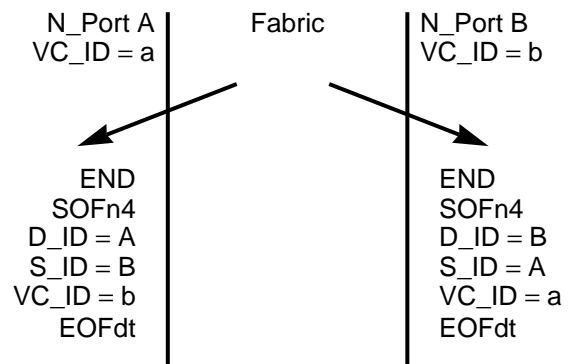 N_Port A
VC_ID = a
Fabric
N_Port B
VC_ID = b
END
SOFn4
D_ID = A
S_ID = B
VC_ID = b
EOFdt
END
SOFn4
D_ID = B
S_ID = A
VC_ID = a
EOFdt